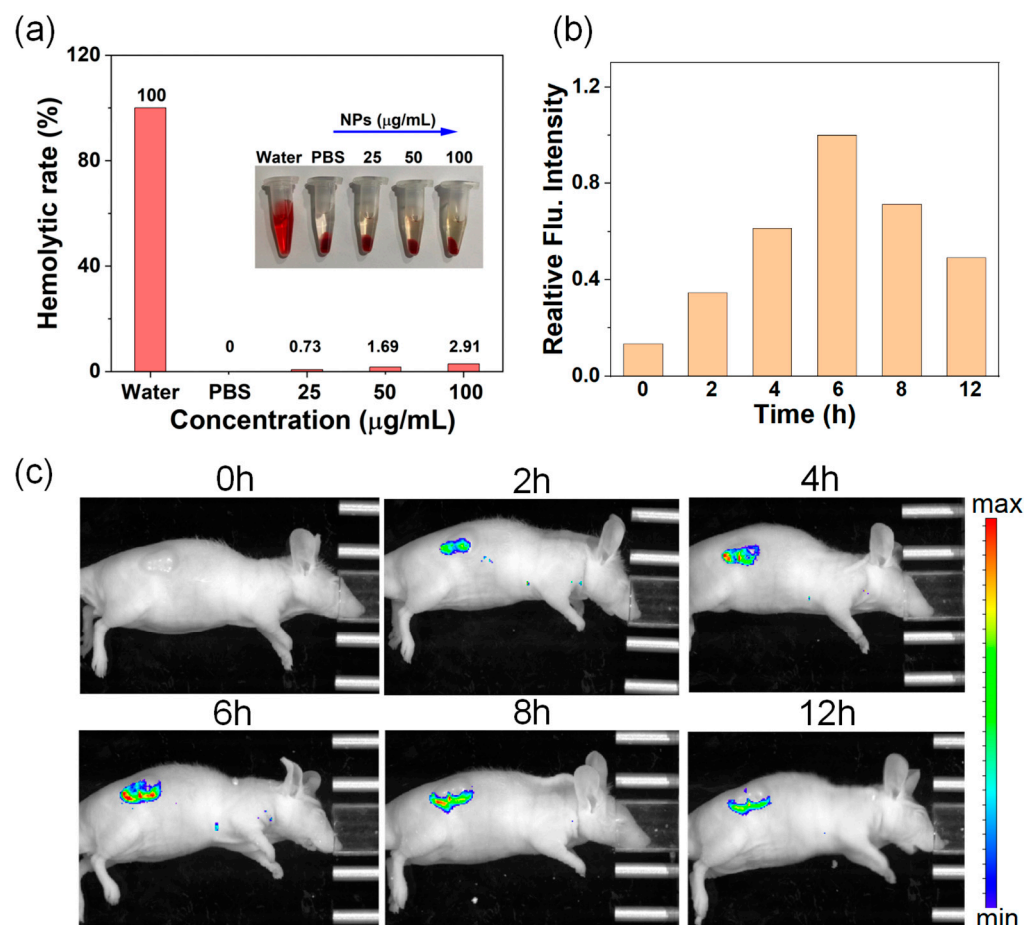 (a)
120
80
40
0
Hemolytic rate (%)
100
NPs (μg/mL)
Water PBS 25 50 100
0
0.73
1.69
2.91
Water PBS 25 50 100
Concentration (μg/mL)
(b)
1.2
0.8
0.4
0.0
Realtive Flu. Intensity
0 2 4 6 8 12
Time (h)
(c)
0h 2h 4h
max
6h 8h 12h
min